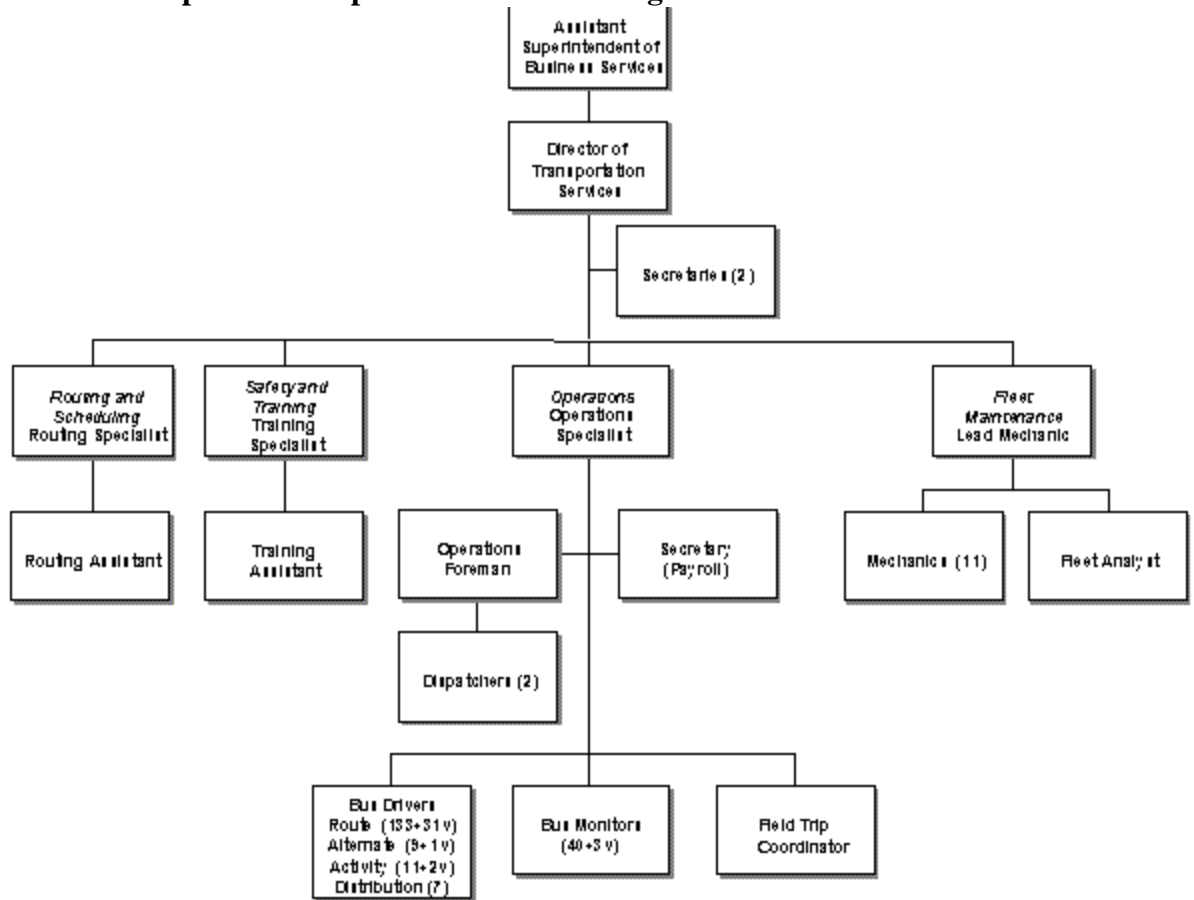 Assistant
Superintendent of
Business Services
Director of
Transportation
Services
Secretaries (2)
Routing and
Scheduling
Routing Specialist
Safety and
Training
Training
Specialist
Operations
Operations
Specialist
Fleet
Maintenance
Lead Mechanic
Routing Assistant
Training
Assistant
Operations
Foreman
Secretary
(Payroll)
Mechanics (11)
Fleet Analyst
Dispatchers (2)
Bus Drivers
Route (133+31v)
Alternate (9+1v)
Activity (11+2v)
Distribution (7)
Bus Monitors
(40+3v)
Field Trip
Coordinator